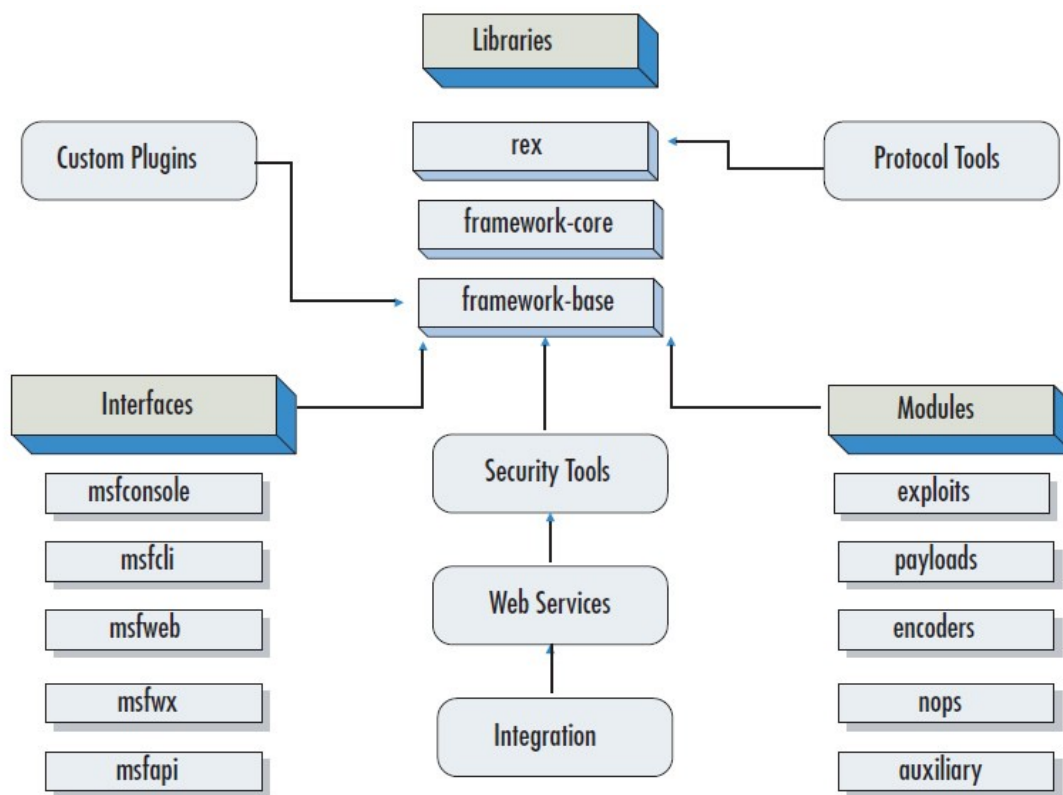 Libraries
rex
Custom Plugins
Protocol Tools
framework-core
framework-base
Interfaces
Modules
msfconsole
Security Tools
exploits
msfcli
payloads
Web Services
msfweb
encoders
msfwx
nops
Integration
msfapi
auxiliary